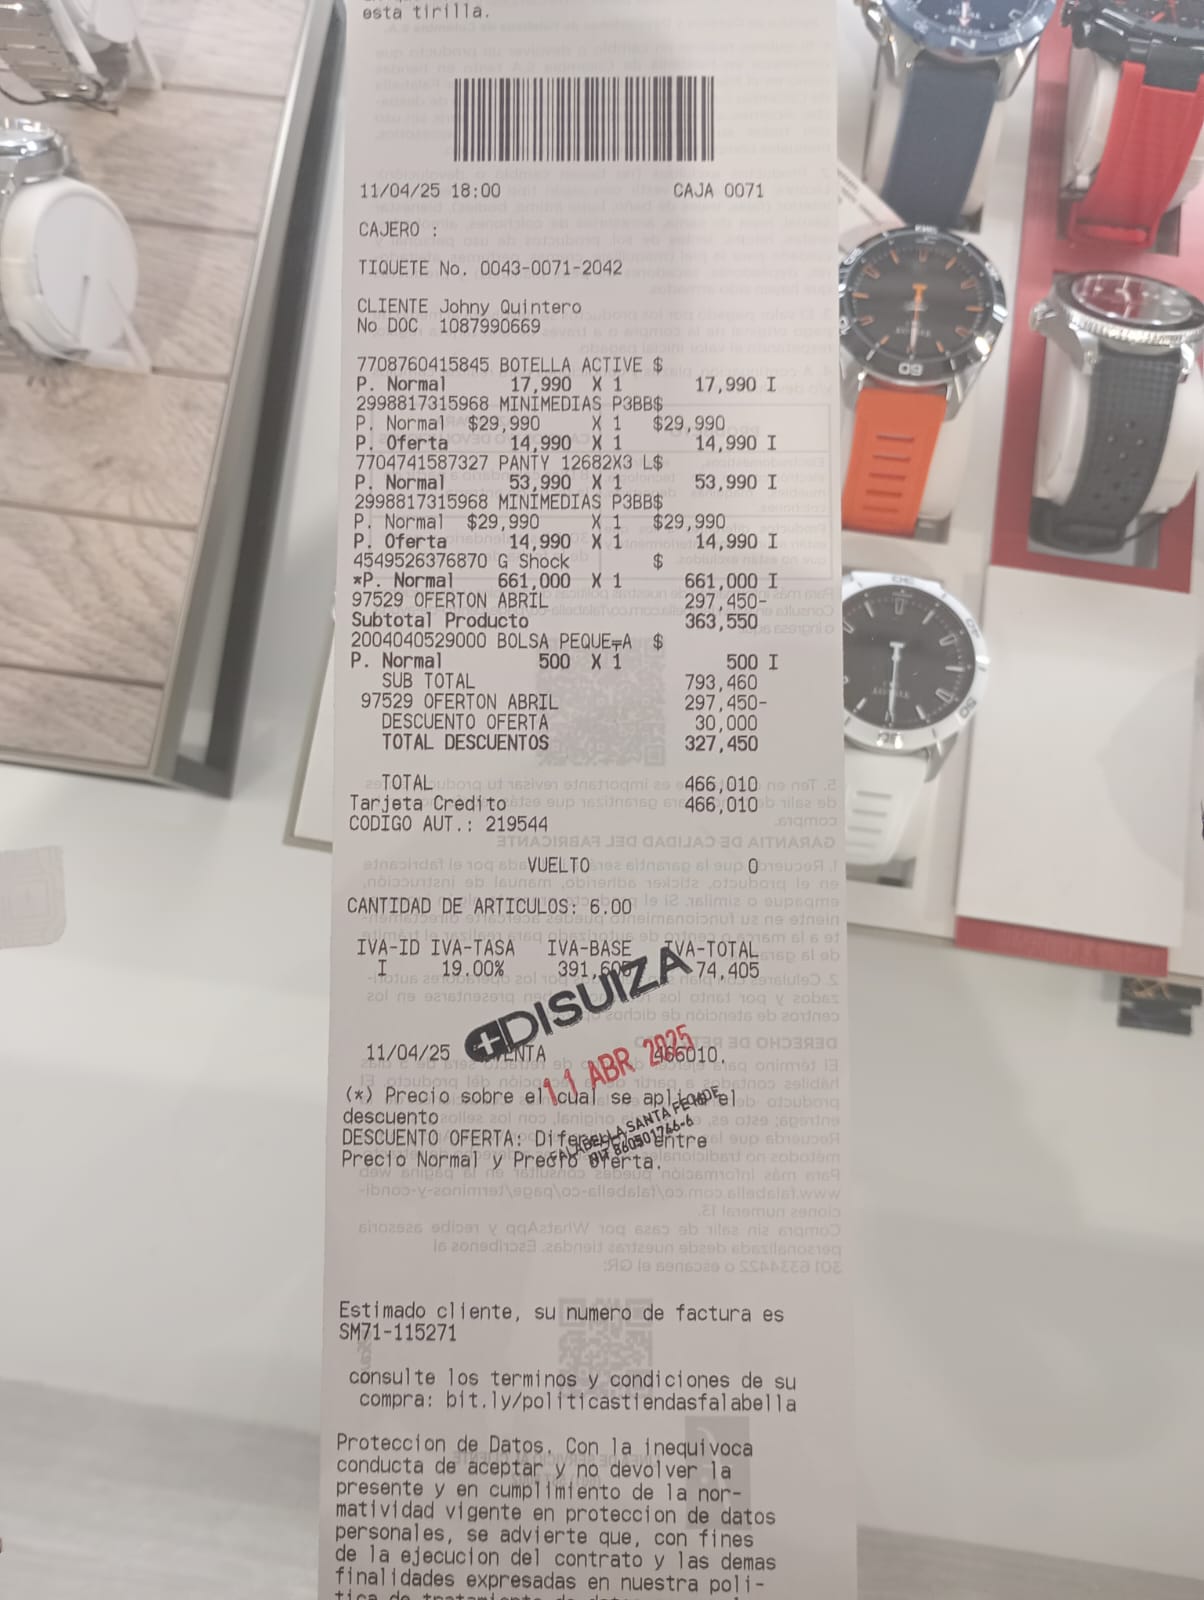 esta tirilla.
11/04/25 18:00 CAJA 0071
CAJERO :
TIQUETE No. 0043-0071-2042
CLIENTE Johny Quintero
No DOC 1087990669
7708760415845 BOTELLA ACTIVE $
P. Normal 17,990 X 1 17,990 I
2998817315968 MINIMEDIAS P3BB$
P. Normal $29,990 X 1 $29,990
P. Oferta 14,990 X 1 14,990 I
7704741587327 PANTY 12682X3 L$
P. Normal 53,990 X 1 53,990 I
2998817315968 MINIMEDIAS P3BB$
P. Normal $29,990 X 1 $29,990
P. Oferta 14,990 X 1 14,990 I
4549526376870 G Shock $
*P. Normal 661,000 X 1 661,000 I
97529 OFERTON ABRIL 297,450-
Subtotal Producto 363,550
2004040529000 BOLSA PEQUE╤A $
P. Normal 500 X 1 500 I
SUB TOTAL 793,460
97529 OFERTON ABRIL 297,450-
DESCUENTO OFERTA 30,000
TOTAL DESCUENTOS 327,450
TOTAL 466,010
Tarjeta Credito 466,010
CODIGO AUT.: 219544
VUELTO 0
CANTIDAD DE ARTICULOS: 6.00
IVA-ID IVA-TASA IVA-BASE IVA-TOTAL
I 19.00% 391,605 74,405
DISUIZA
11/04/25 VENTA 466010.
11 ABR 2025
(*) Precio sobre el cual se aplica el
descuento
FALABELLA SANTA FE
NIT 860501766-6
DESCUENTO OFERTA: Diferencia entre
Precio Normal y Precio Oferta.
Estimado cliente, su numero de factura es
SM71-115271
consulte los terminos y condiciones de su
compra: bit.ly/politicastiendasfalabella
Proteccion de Datos. Con la inequivoca
conducta de aceptar y no devolver la
presente y en cumplimiento de la nor-
matividad vigente en proteccion de datos
personales, se advierte que, con fines
de la ejecucion del contrato y las demas
finalidades expresadas en nuestra poli-